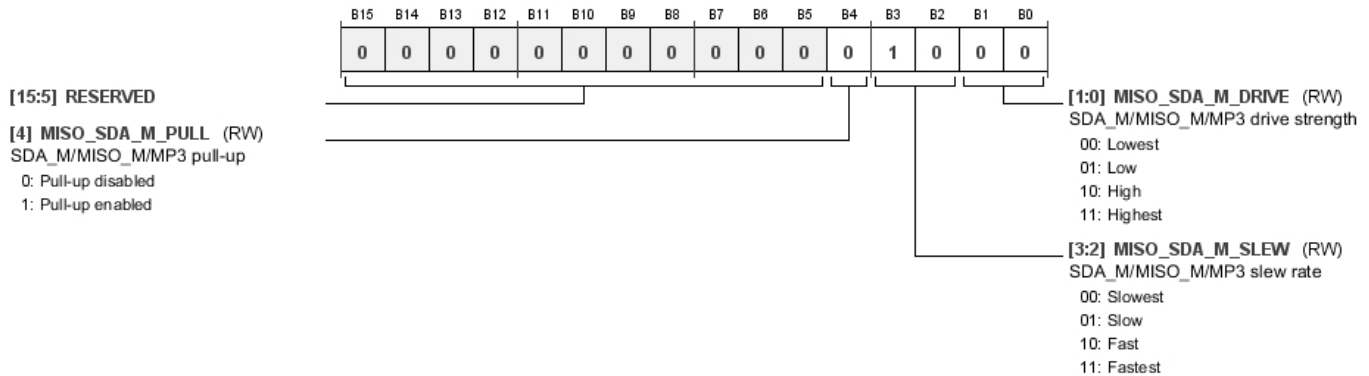 B15 B14 B13 B12 B11 B10 B9 B8 B7 B6 B5 B4 B3 B2 B1 B0
0 0 0 0 0 0 0 0 0 0 0 0 1 0 0 0
[15:5] RESERVED
[4] MISO_SDA_M_PULL (RW)
SDA_M/MISO_M/MP3 pull-up
0: Pull-up disabled
1: Pull-up enabled
[1:0] MISO_SDA_M_DRIVE (RW)
SDA_M/MISO_M/MP3 drive strength
00: Lowest
01: Low
10: High
11: Highest
[3:2] MISO_SDA_M_SLEW (RW)
SDA_M/MISO_M/MP3 slew rate
00: Slowest
01: Slow
10: Fast
11: Fastest